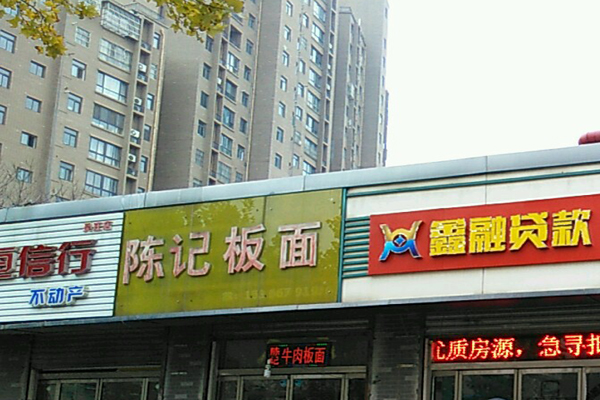 信行
不动产
陈记板面
鑫融贷款
牛肉板面
优质房源，急寻